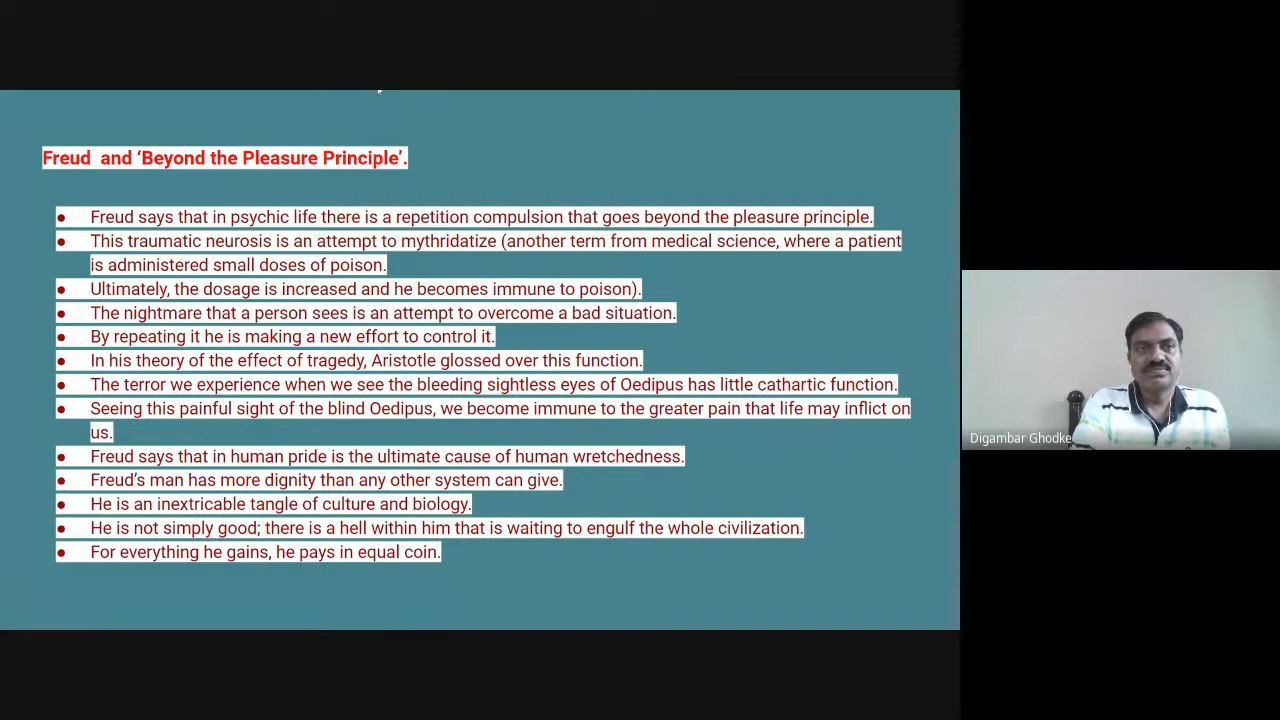 Freud and ‘Beyond the Pleasure Principle’.
● Freud says that in psychic life there is a repetition compulsion that goes beyond the pleasure principle.
● This traumatic neurosis is an attempt to mythridatize (another term from medical science, where a patient
is administered small doses of poison.
● Ultimately, the dosage is increased and he becomes immune to poison).
● The nightmare that a person sees is an attempt to overcome a bad situation.
● By repeating it he is making a new effort to control it.
● In his theory of the effect of tragedy, Aristotle glossed over this function.
● The terror we experience when we see the bleeding sightless eyes of Oedipus has little cathartic function.
● Seeing this painful sight of the blind Oedipus, we become immune to the greater pain that life may inflict on
us.
● Freud says that in human pride is the ultimate cause of human wretchedness.
● Freud’s man has more dignity than any other system can give.
● He is an inextricable tangle of culture and biology.
● He is not simply good; there is a hell within him that is waiting to engulf the whole civilization.
● For everything he gains, he pays in equal coin.
Digambar Ghodke